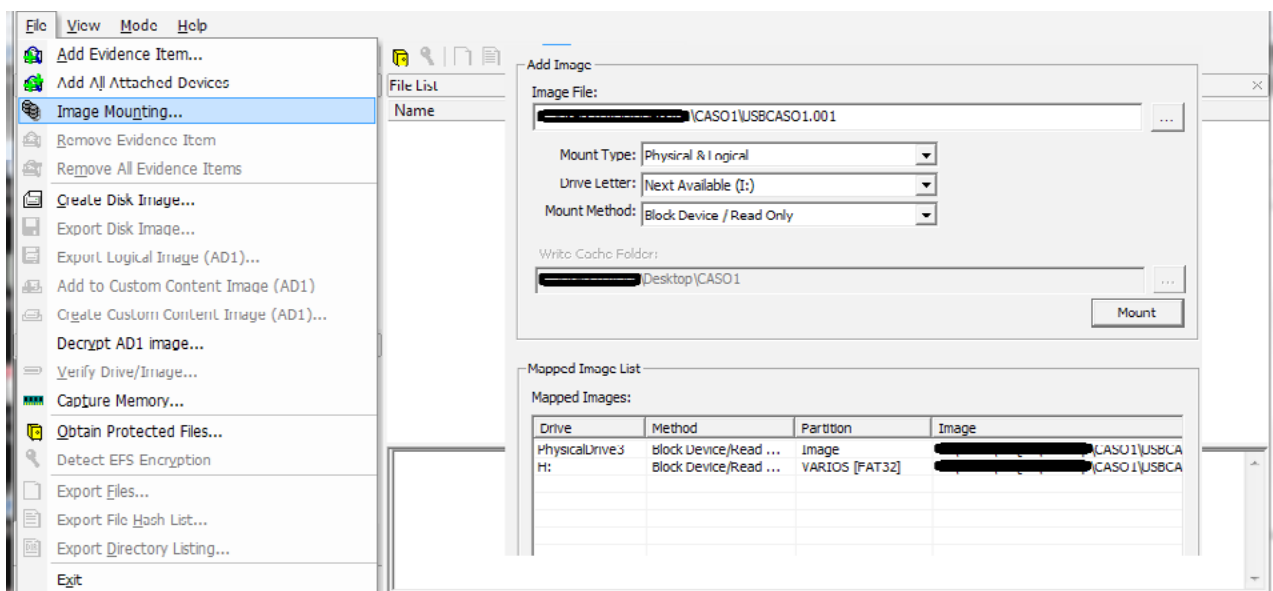 File View Mode Help
Add Evidence Item...
Add All Attached Devices
Image Mounting...
Remove Evidence Item
Remove All Evidence Items
Create Disk Image...
Export Disk Image...
Export Logical Image (AD1)...
Add to Custom Content Image (AD1)
Create Custom Content Image (AD1)...
Decrypt AD1 image...
Verify Drive/Image...
Capture Memory...
Obtain Protected Files...
Detect EFS Encryption
Export Files...
Export File Hash List...
Export Directory Listing...
Exit
File List
Name
Add Image
Image File:
\CASO1\USBCASO1.001
...
Mount Type: Physical & Logical
Drive Letter: Next Available (I:)
Mount Method: Block Device / Read Only
Write Cache Folder:
\Desktop\CASO1
...
Mount
Mapped Image List
Mapped Images:
Drive Method Partition Image
PhysicalDrive3 Block Device/Read ... Image \CASO1\USBCA
H: Block Device/Read ... VARIOS [FAT32] \CASO1\USBCA